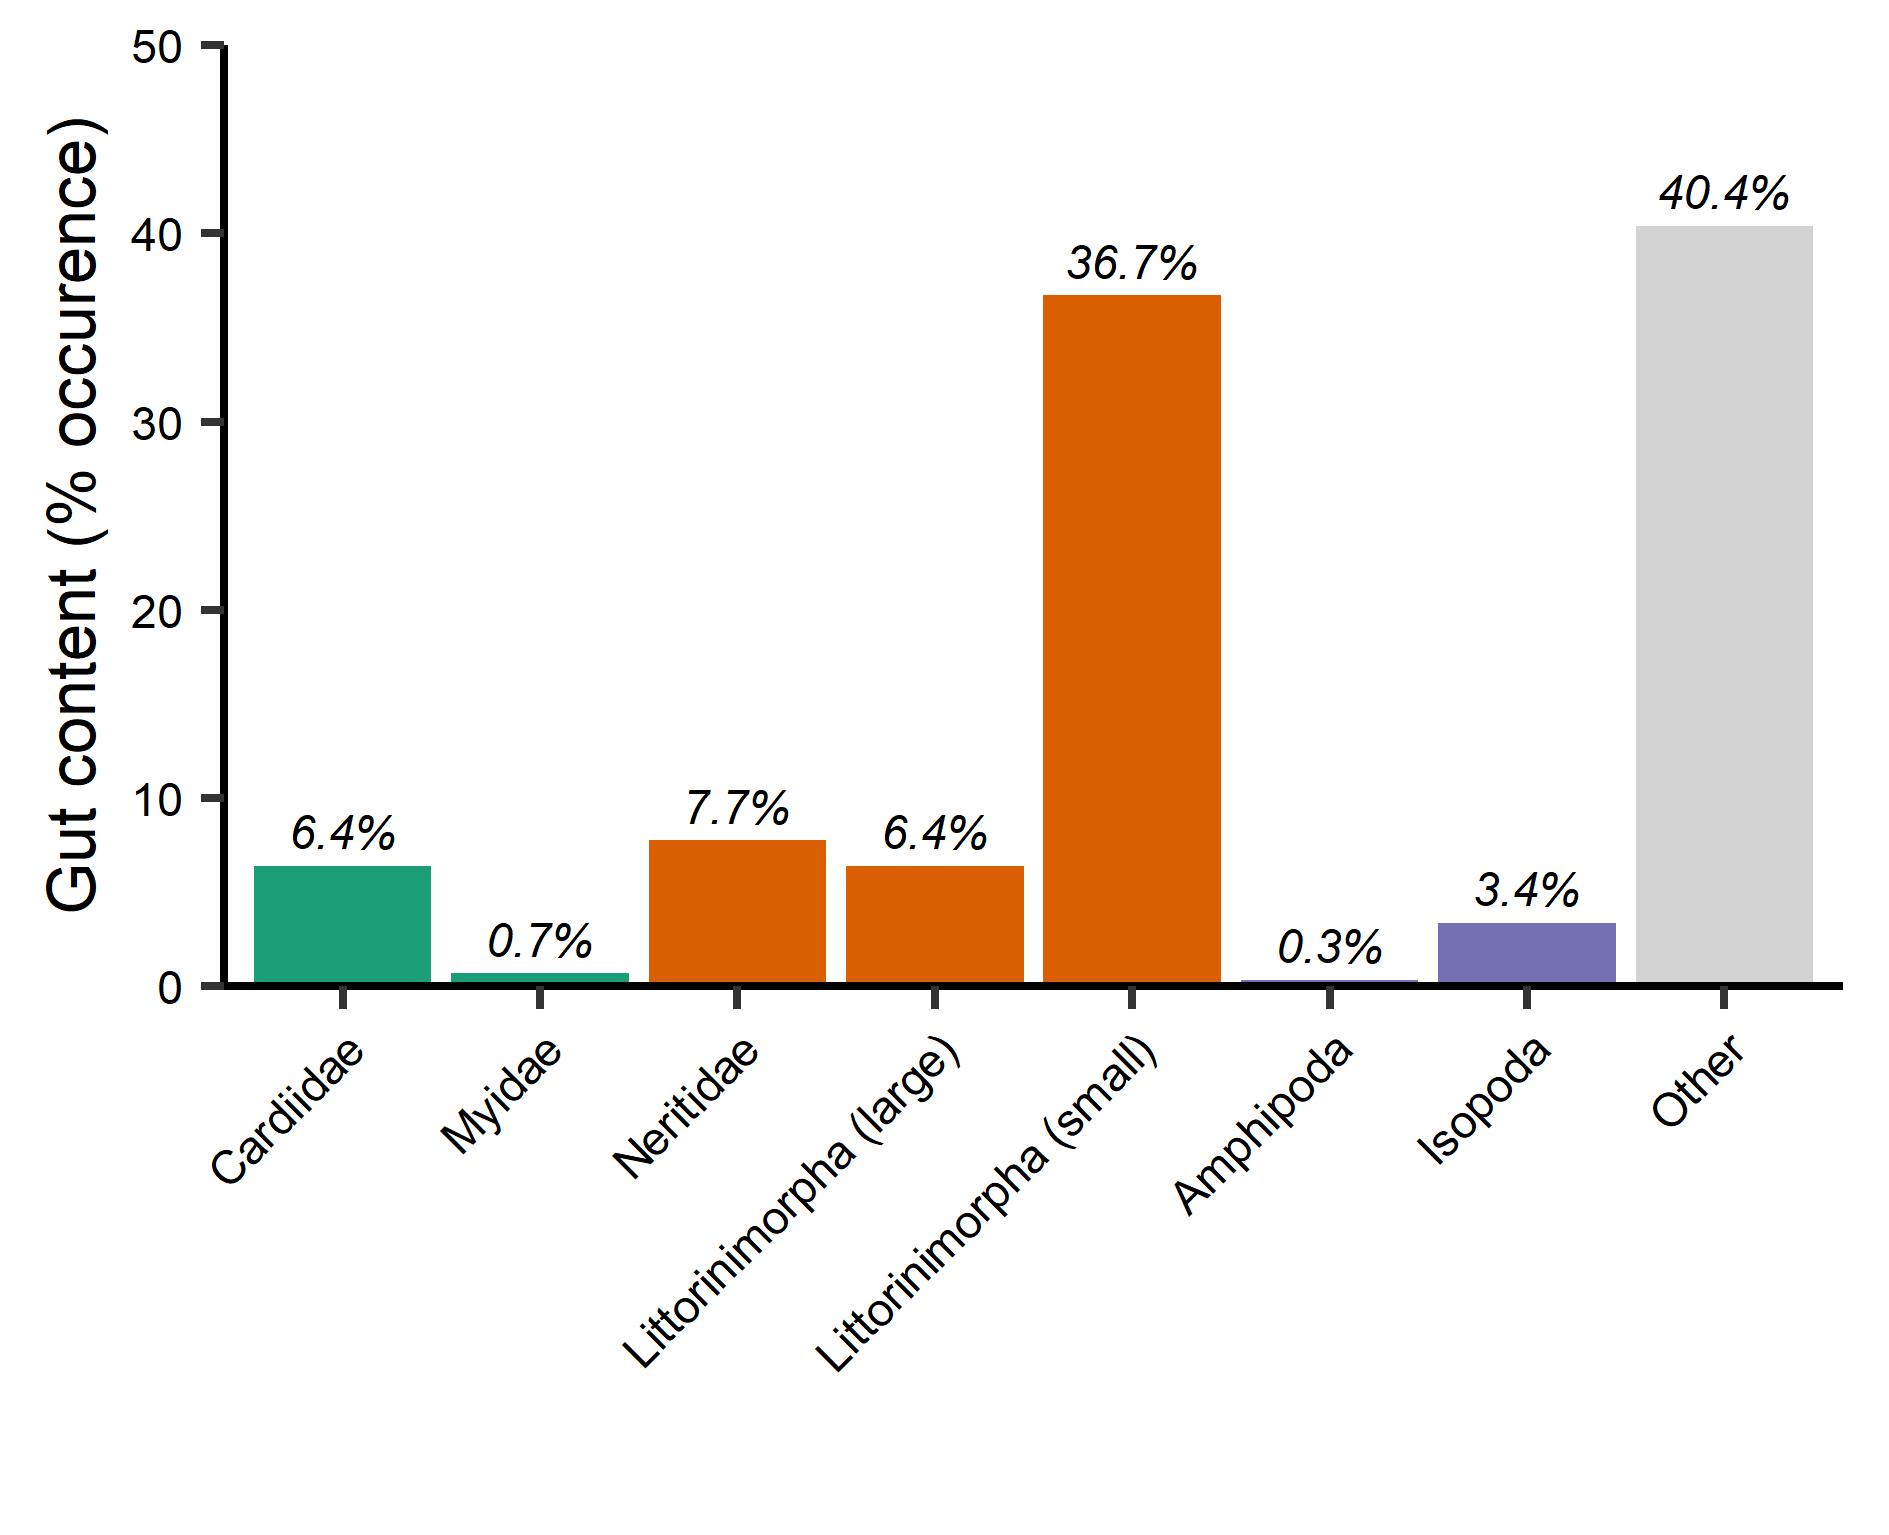 Gut content (% occurence)
50
40
30
20
10
0
6.4%
0.7%
7.7%
6.4%
36.7%
0.3%
3.4%
40.4%
Cardiidae
Myidae
Neritidae
Littorinimorpha (large)
Littorinimorpha (small)
Amphipoda
Isopoda
Other